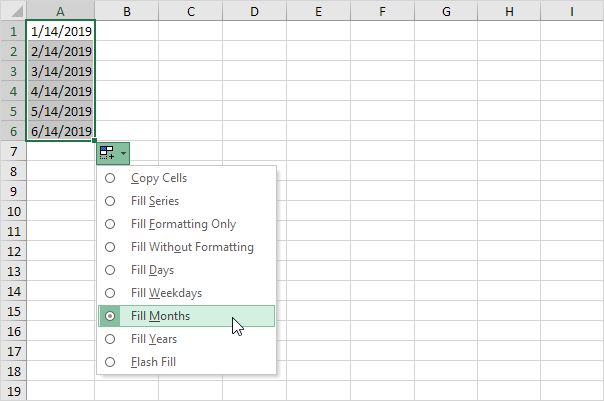 A B C D E F G H I
1 1/14/2019
2 2/14/2019
3 3/14/2019
4 4/14/2019
5 5/14/2019
6 6/14/2019
7
8
Copy Cells
9
Fill Series
10
Fill Formatting Only
11
Fill Without Formatting
12
Fill Days
13
14
Fill Weekdays
15
Fill Months
16
Fill Years
17
18
Flash Fill
19